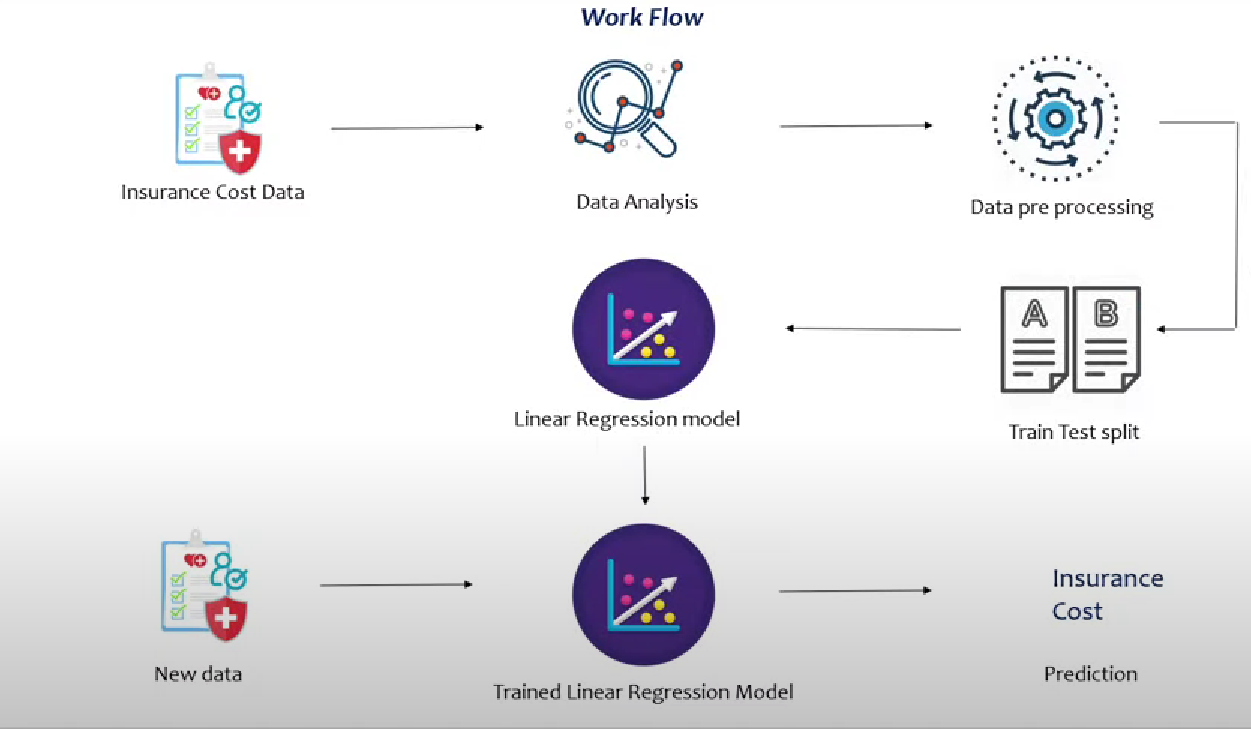 Work Flow
Insurance Cost Data
Data Analysis
Data pre processing
A
B
Linear Regression model
Train Test split
Insurance
Cost
New data
Trained Linear Regression Model
Prediction